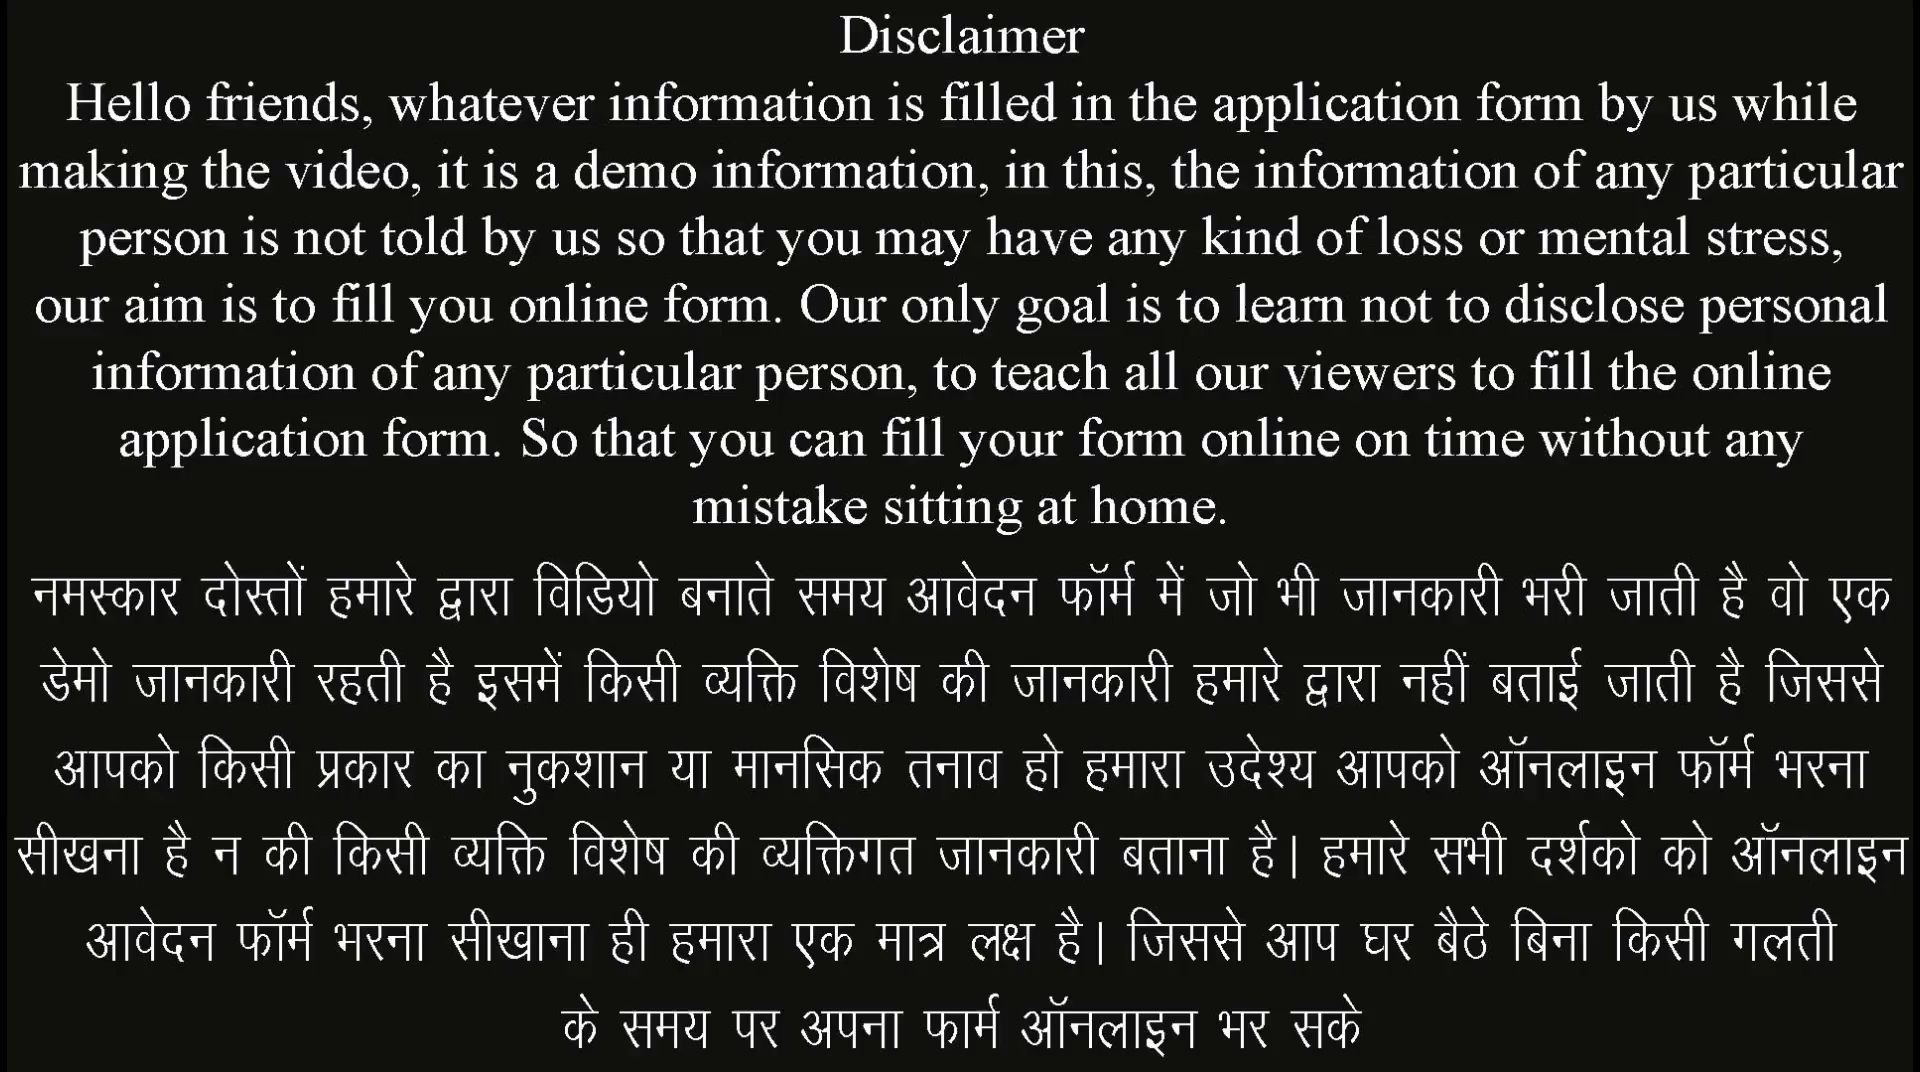 Disclaimer
Hello friends, whatever information is filled in the application form by us while
making the video, it is a demo information, in this, the information of any particular
person is not told by us so that you may have any kind of loss or mental stress,
our aim is to fill you online form. Our only goal is to learn not to disclose personal
information of any particular person, to teach all our viewers to fill the online
application form. So that you can fill your form online on time without any
mistake sitting at home.
नमस्कार दोस्तों हमारे द्वारा विडियो बनाते समय आवेदन फॉर्म में जो भी जानकारी भरी जाती है वो एक
डेमो जानकारी रहती है इसमें किसी व्यक्ति विशेष की जानकारी हमारे द्वारा नहीं बताई जाती है जिससे
आपको किसी प्रकार का नुकशान या मानसिक तनाव हो हमारा उदेश्य आपको ऑनलाइन फॉर्म भरना
सीखना है न की किसी व्यक्ति विशेष की व्यक्तिगत जानकारी बताना है। हमारे सभी दर्शको को ऑनलाइन
आवेदन फॉर्म भरना सीखाना ही हमारा एक मात्र लक्ष है। जिससे आप घर बैठे बिना किसी गलती
के समय पर अपना फार्म ऑनलाइन भर सके